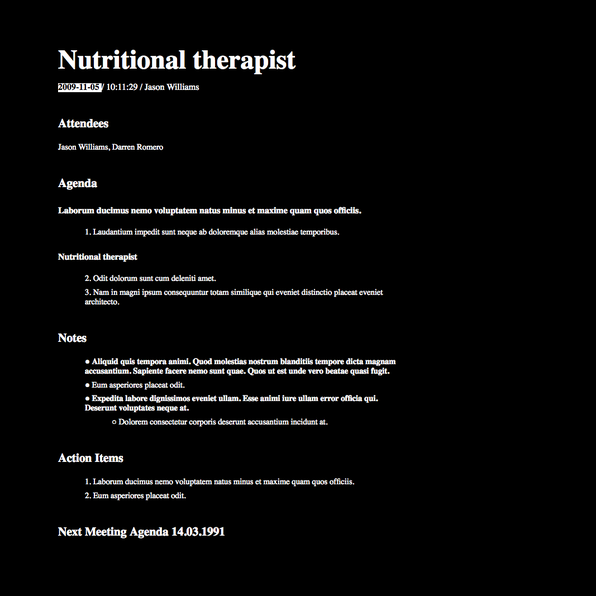 Nutritional therapist
2009-11-05 / 10:11:29 / Jason Williams
Attendees
Jason Williams, Darren Romero
Agenda
Laborum ducimus nemo voluptatem natus minus et maxime quam quos officiis.
1. Laudantium impedit sunt neque ab doloremque alias molestiae temporibus.
Nutritional therapist
2. Odit dolorum sunt cum deleniti amet.
3. Nam in magni ipsum consequuntur totam similique qui eveniet distinctio placeat eveniet
architecto.
Notes
● Aliquid quis tempora animi. Quod molestias nostrum blanditiis tempore dicta magnam
accusantium. Sapiente facere nemo sunt quae. Quos ut est unde vero beatae quasi fugit.
● Eum asperiores placeat odit.
● Expedita labore dignissimos eveniet ullam. Esse animi iure ullam error officia qui.
Deserunt voluptates neque at.
○ Dolorem consectetur corporis deserunt accusantium incidunt at.
Action Items
1. Laborum ducimus nemo voluptatem natus minus et maxime quam quos officiis.
2. Eum asperiores placeat odit.
Next Meeting Agenda 14.03.1991